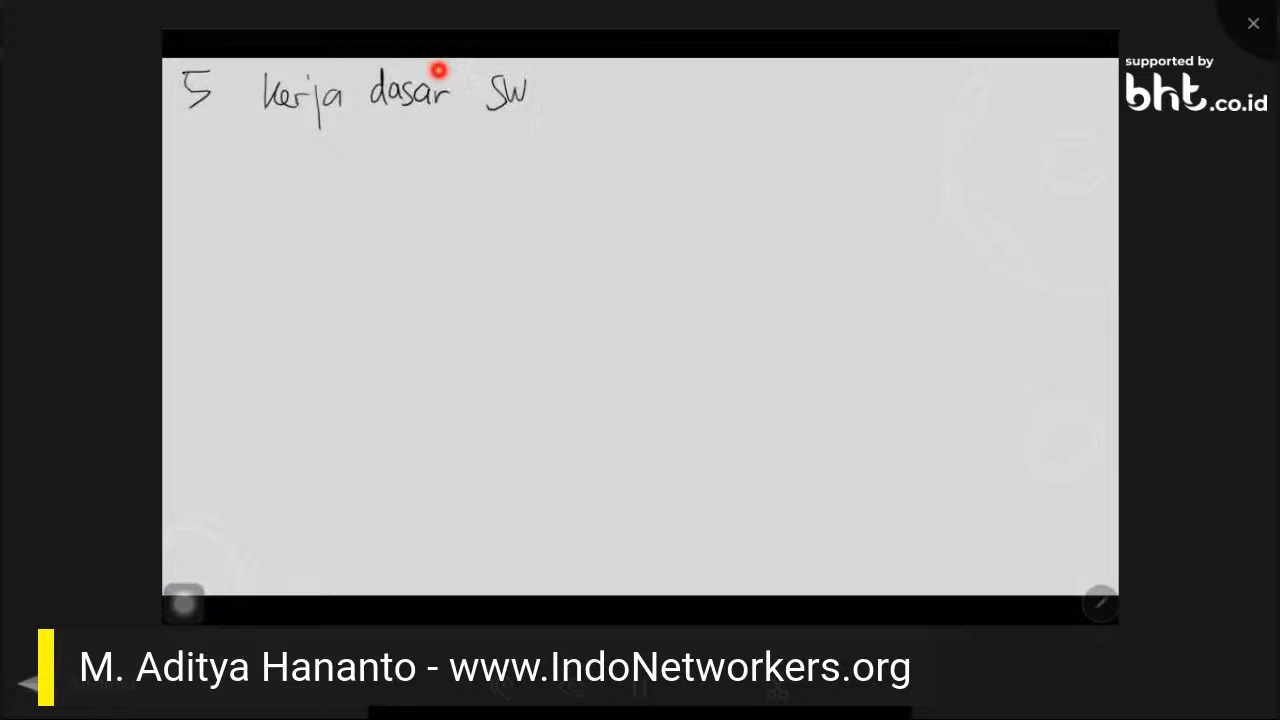 supported by
bht.co.id
5 kerja dasar SW
M. Aditya Hananto - www.IndoNetworkers.org